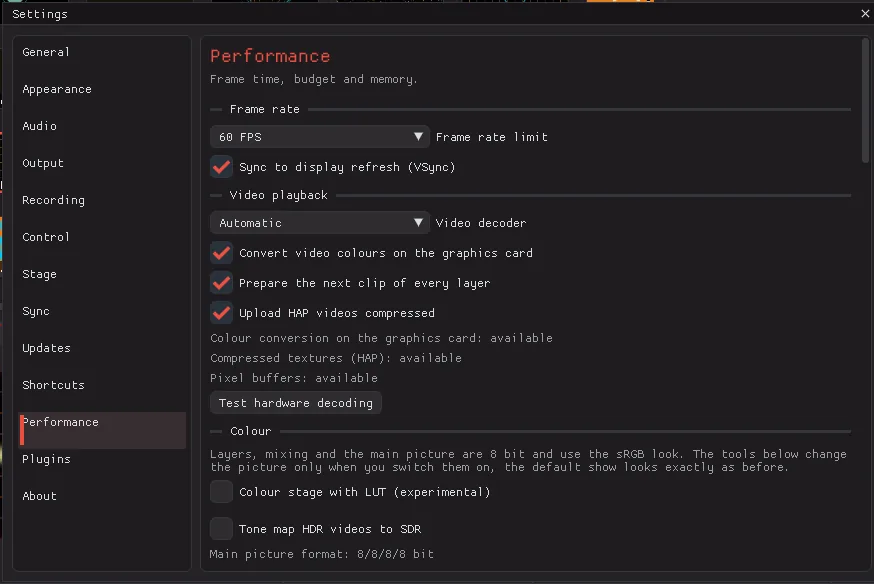 Settings
General
Appearance
Audio
Output
Recording
Control
Stage
Sync
Updates
Shortcuts
Performance
Plugins
About
Performance
Frame time, budget and memory.
Frame rate
60 FPS
Frame rate limit
Sync to display refresh (VSync)
Video playback
Automatic
Video decoder
Convert video colours on the graphics card
Prepare the next clip of every layer
Upload HAP videos compressed
Colour conversion on the graphics card: available
Compressed textures (HAP): available
Pixel buffers: available
Test hardware decoding
Colour
Layers, mixing and the main picture are 8 bit and use the sRGB look. The tools below change
the picture only when you switch them on, the default show looks exactly as before.
Colour stage with LUT (experimental)
Tone map HDR videos to SDR
Main picture format: 8/8/8/8 bit